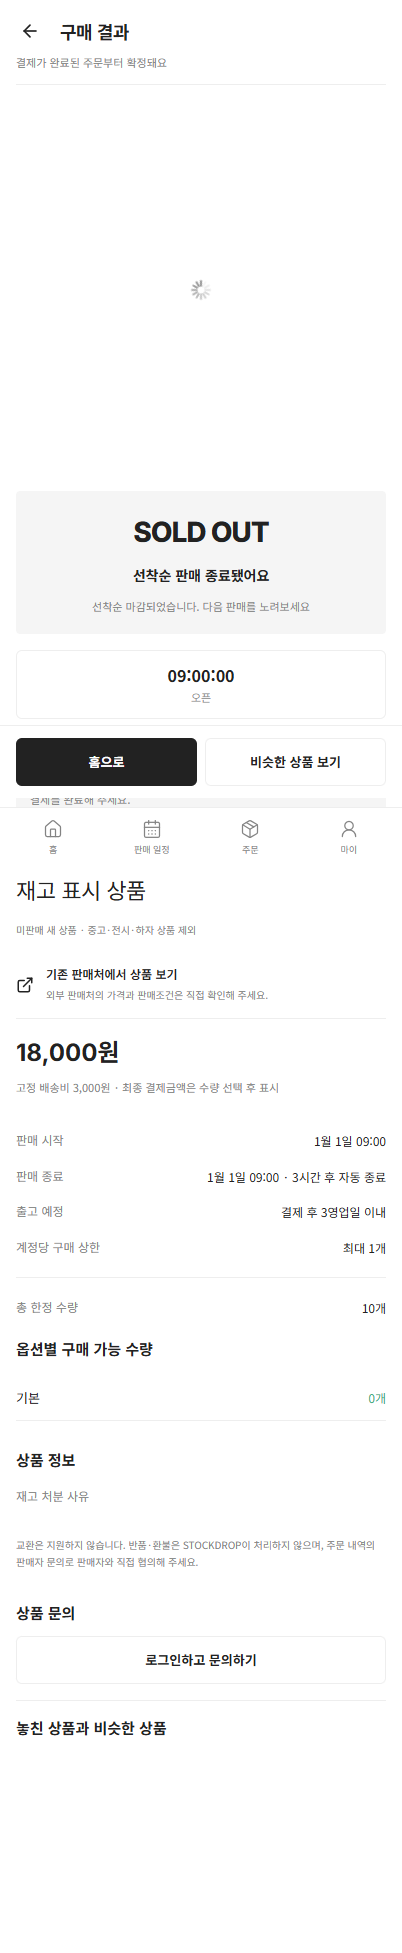 구매 결과
결제가 완료된 주문부터 확정돼요
SOLD OUT
선착순 판매 종료됐어요
선착순 마감되었습니다. 다음 판매를 노려보세요
09:00:00
오픈
홈으로
비슷한 상품 보기
결제를 완료해 주세요.
홈
판매 일정
주문
마이
재고 표시 상품
미판매 새 상품 · 중고·전시·하자 상품 제외
기존 판매처에서 상품 보기
외부 판매처의 가격과 판매조건은 직접 확인해 주세요.
18,000원
고정 배송비 3,000원 · 최종 결제금액은 수량 선택 후 표시
판매 시작
1월 1일 09:00
판매 종료
1월 1일 09:00 · 3시간 후 자동 종료
출고 예정
결제 후 3영업일 이내
계정당 구매 상한
최대 1개
총 한정 수량
10개
옵션별 구매 가능 수량
기본
0개
상품 정보
재고 처분 사유
교환은 지원하지 않습니다. 반품·환불은 STOCKDROP이 처리하지 않으며, 주문 내역의
판매자 문의로 판매자와 직접 협의해 주세요.
상품 문의
로그인하고 문의하기
놓친 상품과 비슷한 상품